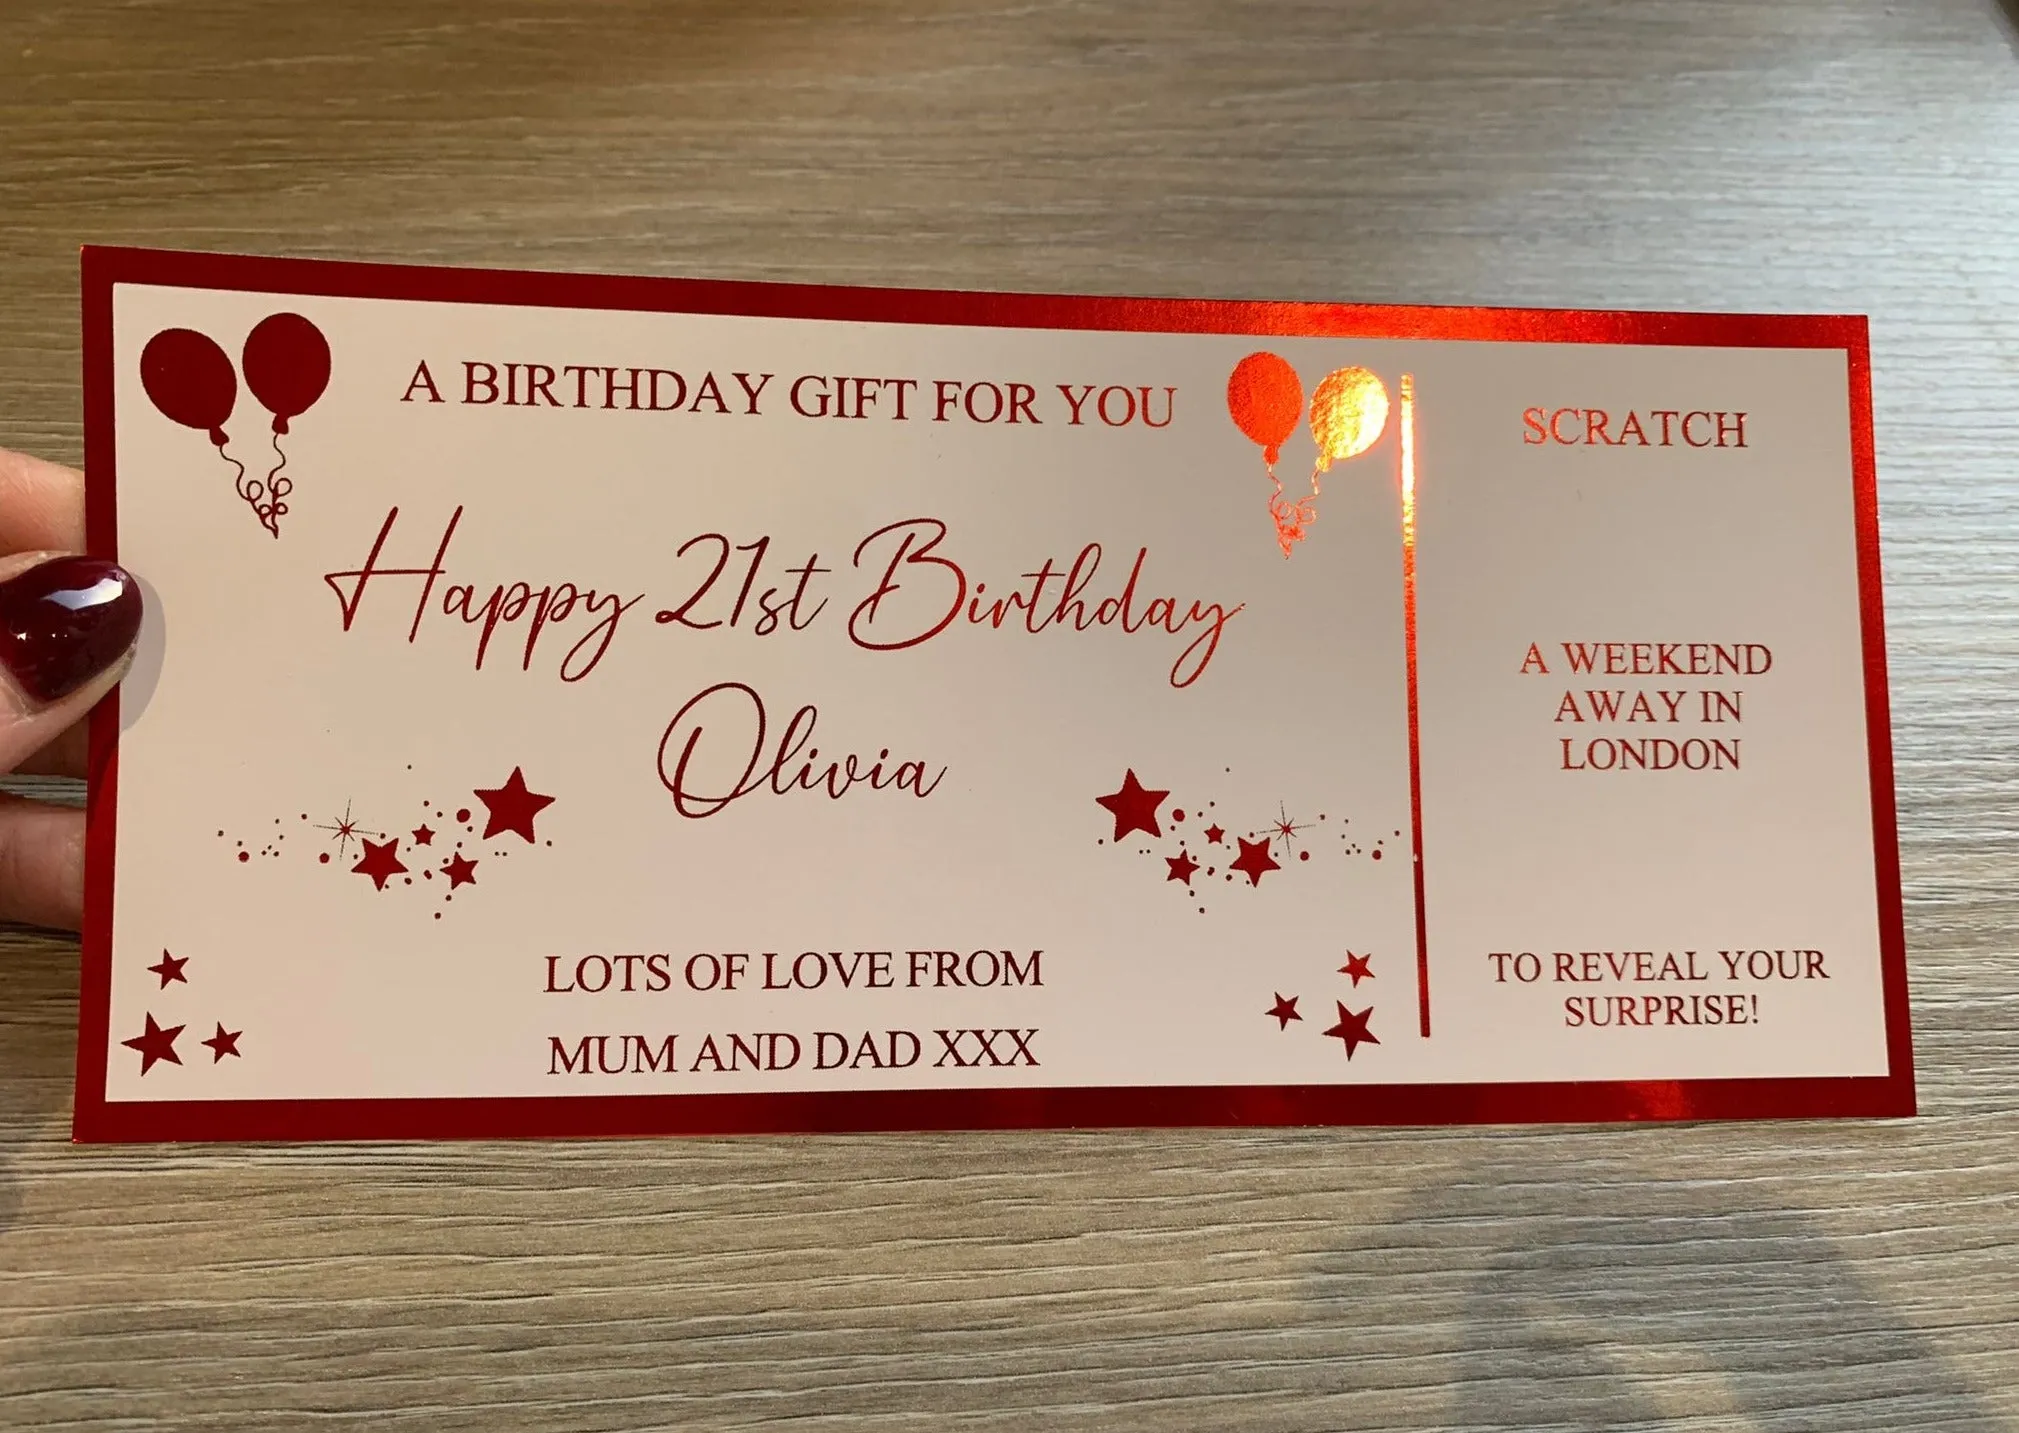 A BIRTHDAY GIFT FOR YOU
Happy 21st Birthday
Olivia
LOTS OF LOVE FROM
MUM AND DAD XXX
SCRATCH
A WEEKEND
AWAY IN
LONDON
TO REVEAL YOUR
SURPRISE!